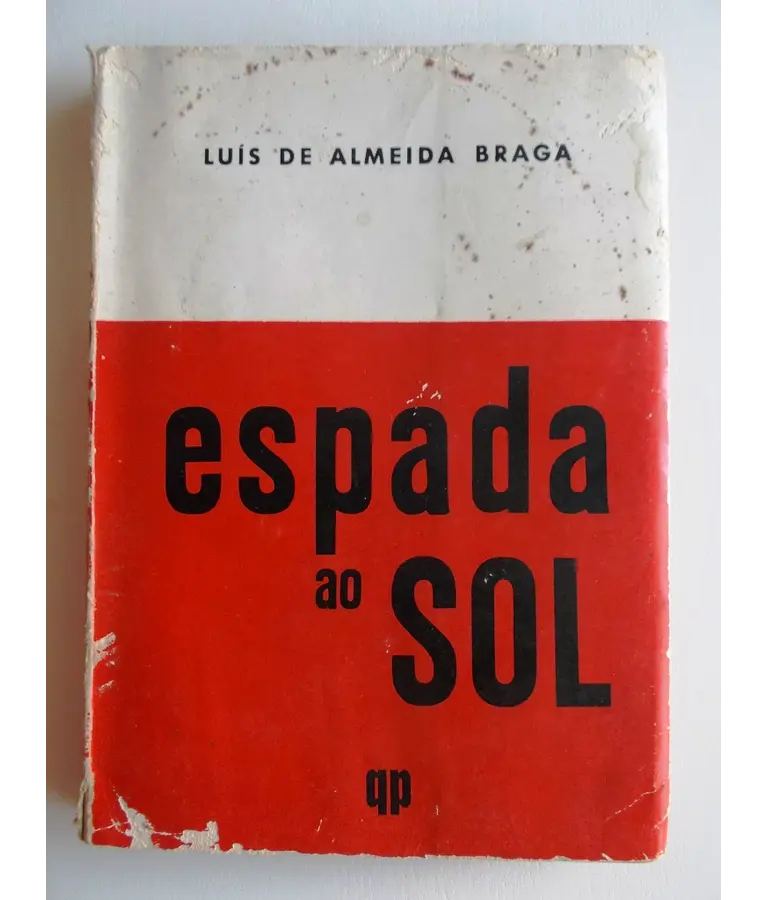 LUÍS DE ALMEIDA BRAGA
espada
ao SOL
qp